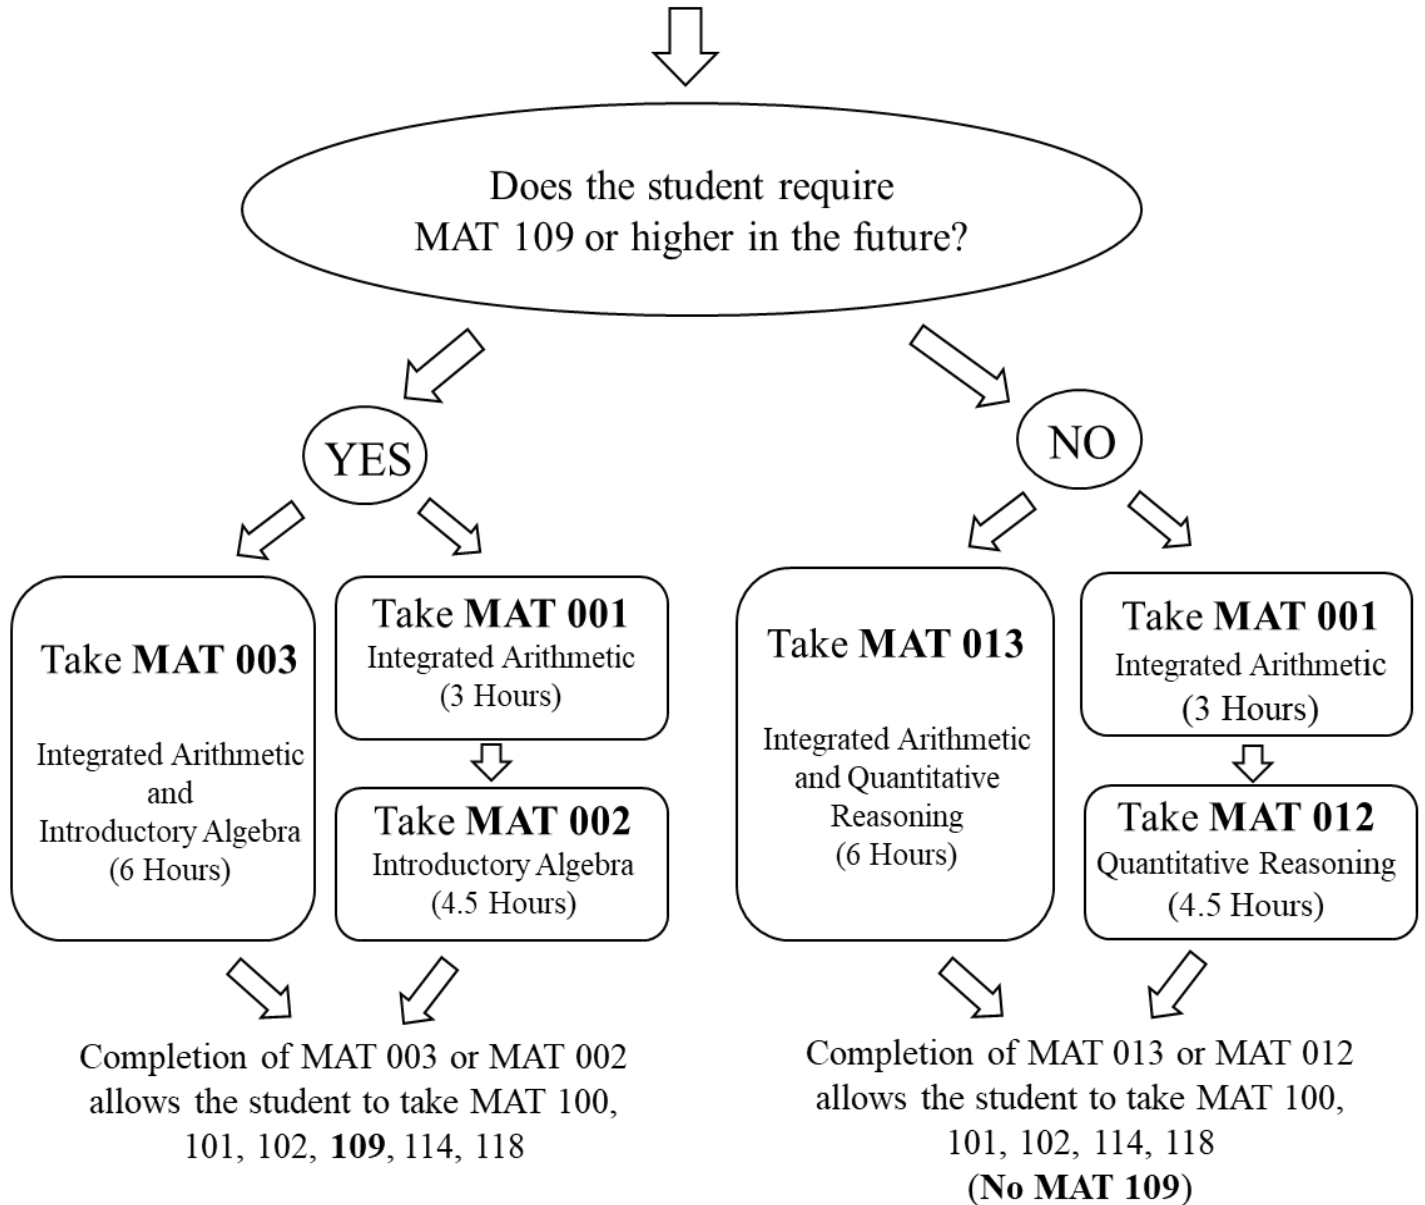 Does the student require
MAT 109 or higher in the future?
YES
NO
Take MAT 003
Integrated Arithmetic
and
Introductory Algebra
(6 Hours)
Take MAT 001
Integrated Arithmetic
(3 Hours)
Take MAT 002
Introductory Algebra
(4.5 Hours)
Take MAT 013
Integrated Arithmetic
and Quantitative
Reasoning
(6 Hours)
Take MAT 001
Integrated Arithmetic
(3 Hours)
Take MAT 012
Quantitative Reasoning
(4.5 Hours)
Completion of MAT 003 or MAT 002
allows the student to take MAT 100,
101, 102, 109, 114, 118
Completion of MAT 013 or MAT 012
allows the student to take MAT 100,
101, 102, 114, 118
(No MAT 109)